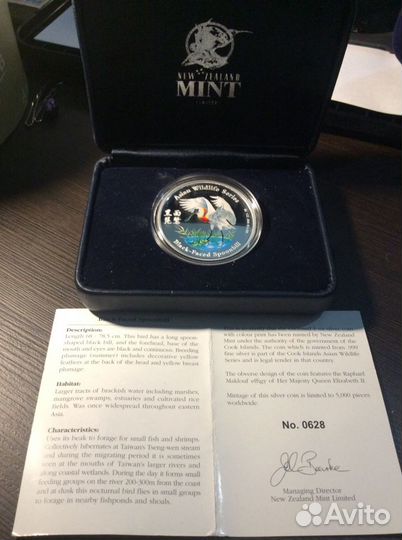 NEW ZEALAND
MINT
LIMITED
Asian Wildlife Series
黑 面
琵 鷺
Black-Faced Spoonbill
Description:
Length 68 - 78.5 cm. This bird has a long spoon-
shaped black bill, and the forehead, base of the
mouth and eyes are black and continuous. Breeding
plumage (summer) includes decorative yellow
feathers at the back of the head and yellow breast
plumage.
Habitat:
Larger tracts of brackish water including marshes,
mangrove swamps, estuaries and cultivated rice
fields. Was once widespread throughout eastern
Asia.
Characteristics:
Uses its beak to forage for small fish and shrimps.
Collectively hibernates at Taiwan's Tseng-wen stream
and during the migrating period it is sometimes
seen at the mouths of Taiwan's larger rivers and
along coastal wetlands. During the day it forms small
feeding groups on the river 200-300m from the coast
and at dusk this nocturnal bird flies in small groups
to forage in nearby fishponds and shoals.
with colour print has been minted by New Zealand
Mint under the authority of the government of the
Cook Islands. The coin which is minted from .999
fine silver is part of the Cook Islands Asian Wildlife
Series and is legal tender in that country.
The obverse design of the coin features the Raphael
Maklouf effigy of Her Majesty Queen Elizabeth II.
Mintage of this silver coin is limited to 5,000 pieces
worldwide.
No. 0628
Managing Director
New Zealand Mint Limited
Avito